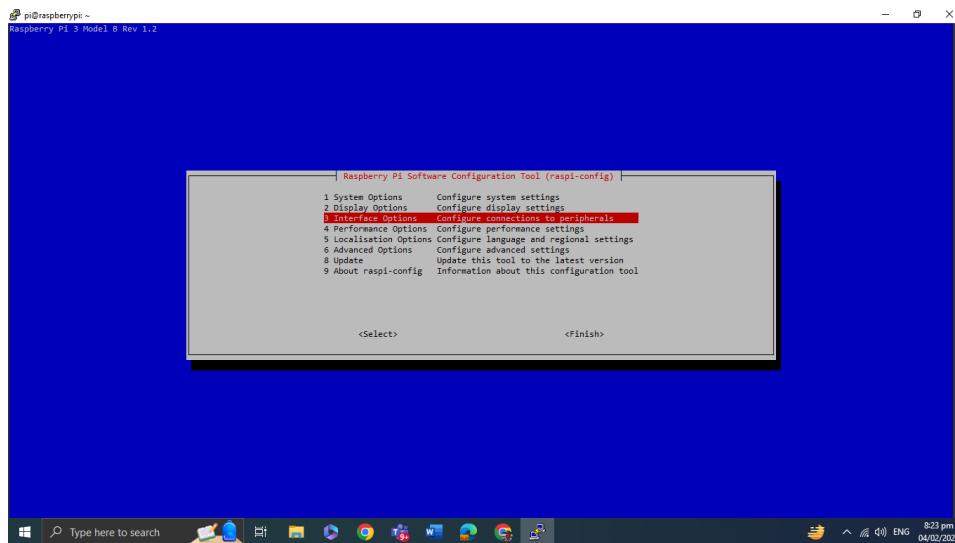 pi@raspberrypi: ~
Raspberry Pi 3 Model B Rev 1.2
Raspberry Pi Software Configuration Tool (raspi-config)
1 System Options Configure system settings
2 Display Options Configure display settings
3 Interface Options Configure connections to peripherals
4 Performance Options Configure performance settings
5 Localisation Options Configure language and regional settings
6 Advanced Options Configure advanced settings
8 Update Update this tool to the latest version
9 About raspi-config Information about this configuration tool
<Select> <Finish>
Type here to search
9+
ENG
8:23 pm
04/02/202